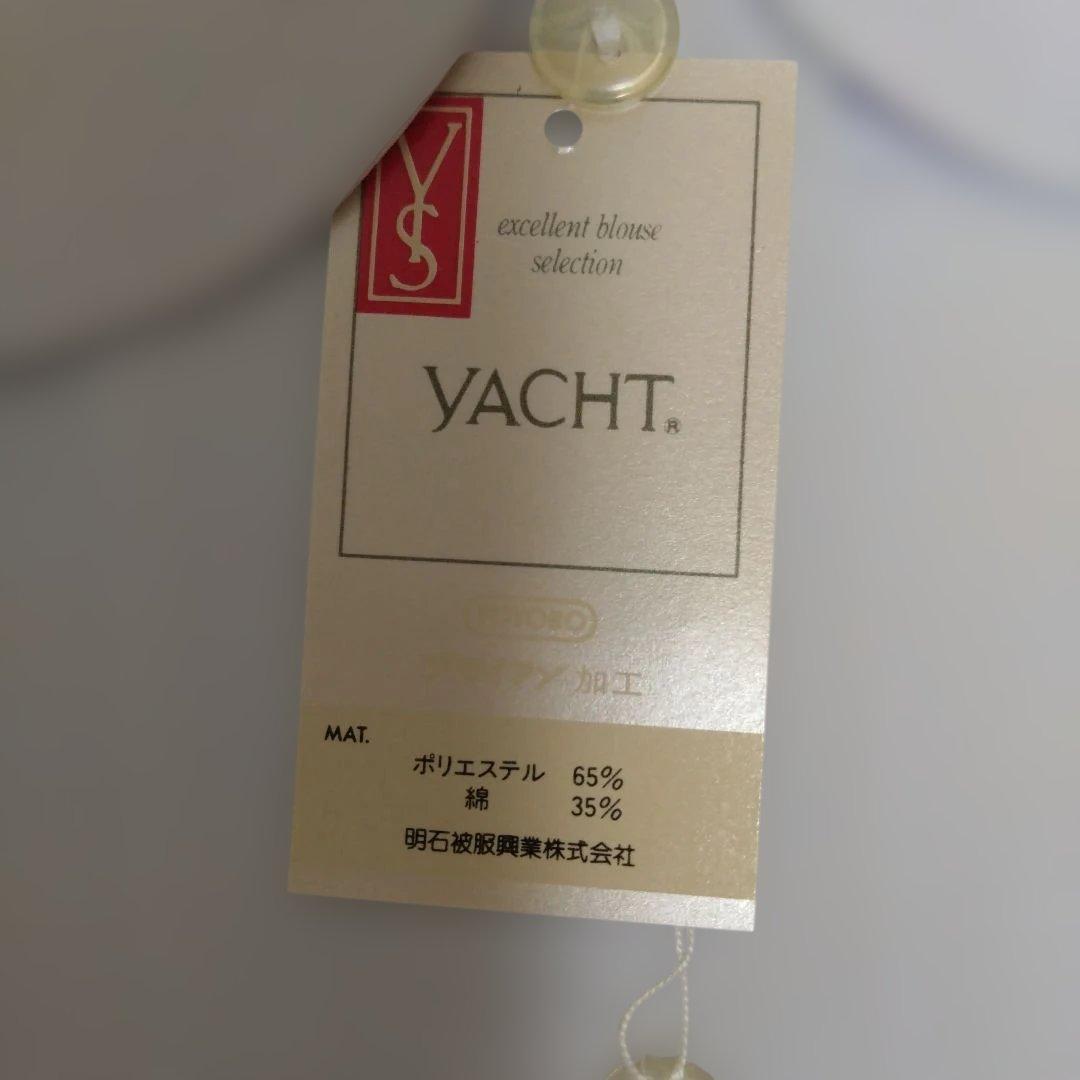 YS
excellent blouse
selection
YACHT®
加工
MAT.
ポリエステル 65%
綿 35%
明石被服興業株式会社